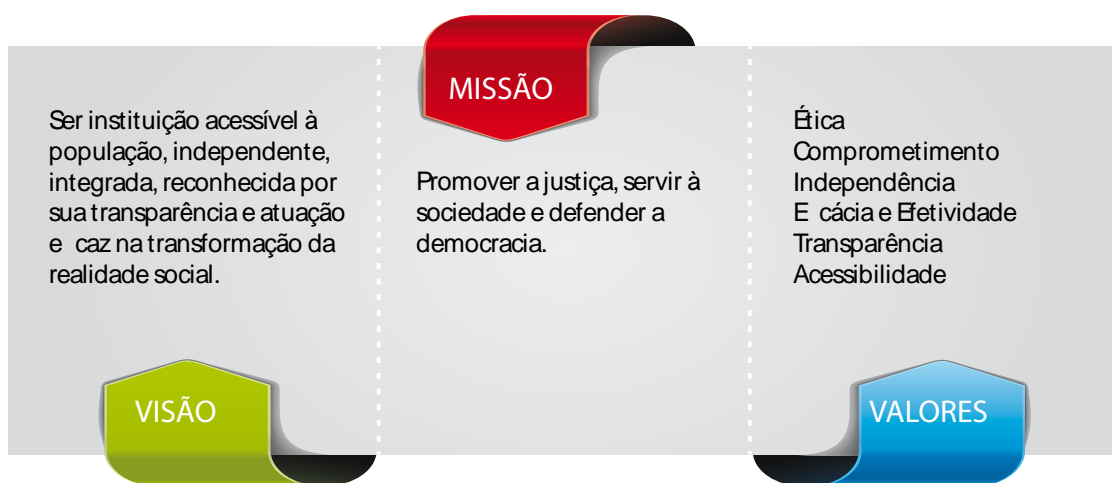 Ser instituição acessível à
população, independente,
integrada, reconhecida por
sua transparência e atuação
e caz na transformação da
realidade social.
VISÃO
MISSÃO
Promover a justiça, servir à
sociedade e defender a
democracia.
Ética
Comprometimento
Independência
E cácia e Efetividade
Transparência
Acessibilidade
VALORES